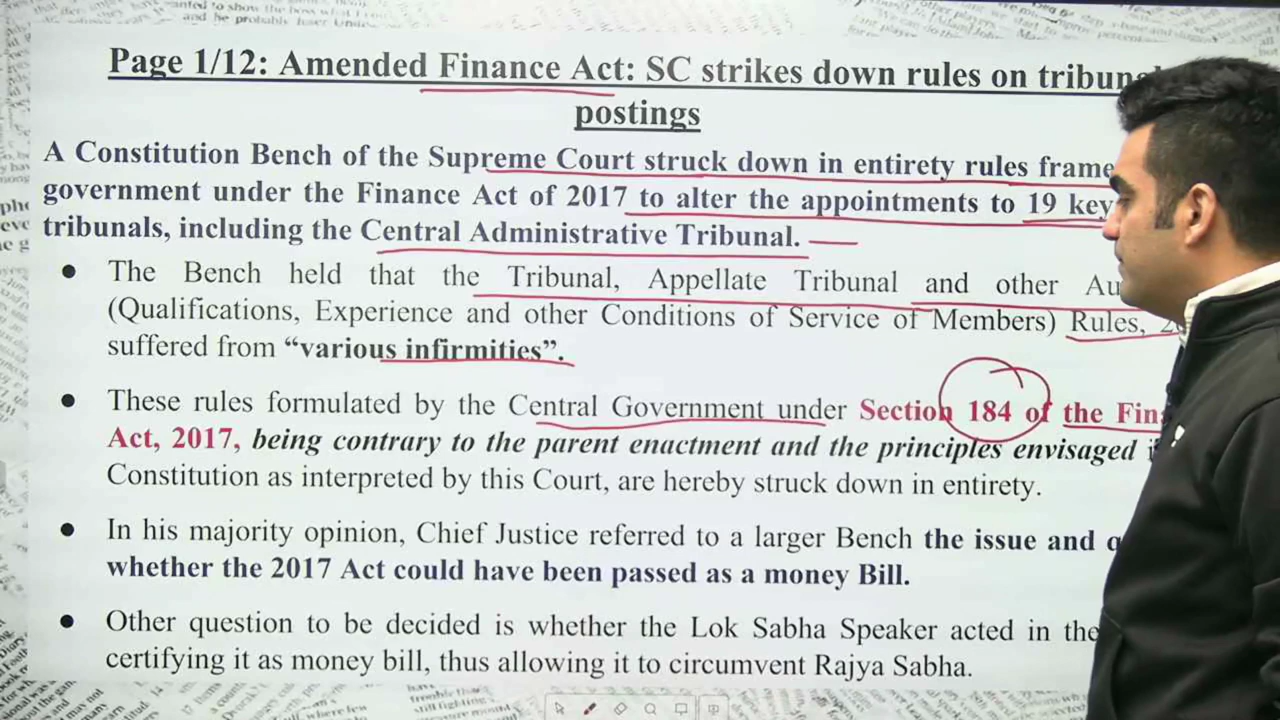 Page 1/12: Amended Finance Act: SC strikes down rules on
postings
A Constitution Bench of the Supreme Court struck down in entirety rules
government under the Finance Act of 2017 to alter the appointments to 19 key
tribunals, including the Central Administrative Tribunal.
• The Bench held that the Tribunal, Appellate Tribunal and other
(Qualifications, Experience and other Conditions of Service of Members) Rules,
suffered from “various infirmities”.
• These rules formulated by the Central Government under Section 184 of the
Act, 2017, being contrary to the parent enactment and the principles envisaged
Constitution as interpreted by this Court, are hereby struck down in entirety.
• In his majority opinion, Chief Justice referred to a larger Bench the issue and
whether the 2017 Act could have been passed as a money Bill.
• Other question to be decided is whether the Lok Sabha Speaker acted in the
certifying it as money bill, thus allowing it to circumvent Rajya Sabha.